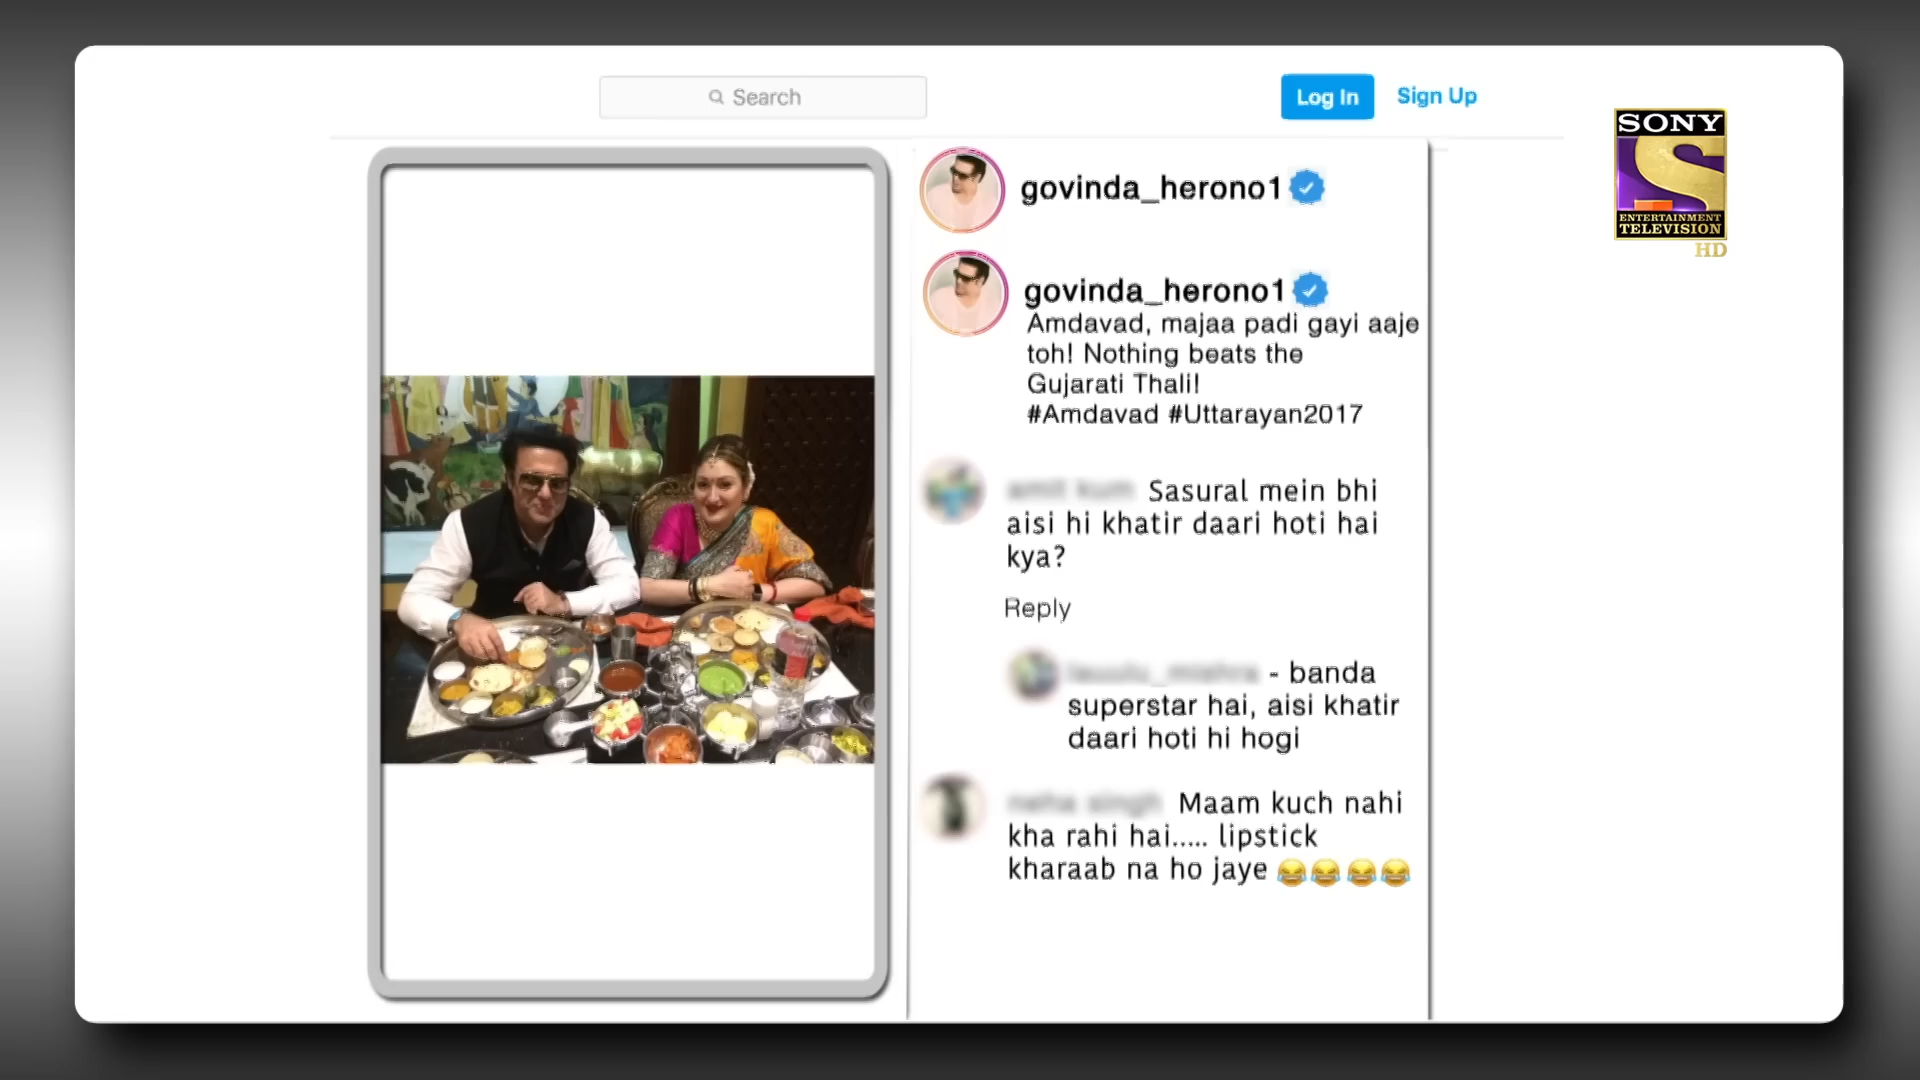 Search
Log In
Sign Up
SONY
ENTERTAINMENT
TELEVISION
HD
govinda_herono1
govinda_herono1
Amdavad, majaa padi gayi aaje
toh! Nothing beats the
Gujarati Thali!
#Amdavad #Uttarayan2017
Sasural mein bhi
aisi hi khatir daari hoti hai
kya?
Reply
- banda
superstar hai, aisi khatir
daari hoti hi hogi
Maam kuch nahi
kha rahi hai..... lipstick
kharaab na ho jaye 😂😂😂😂